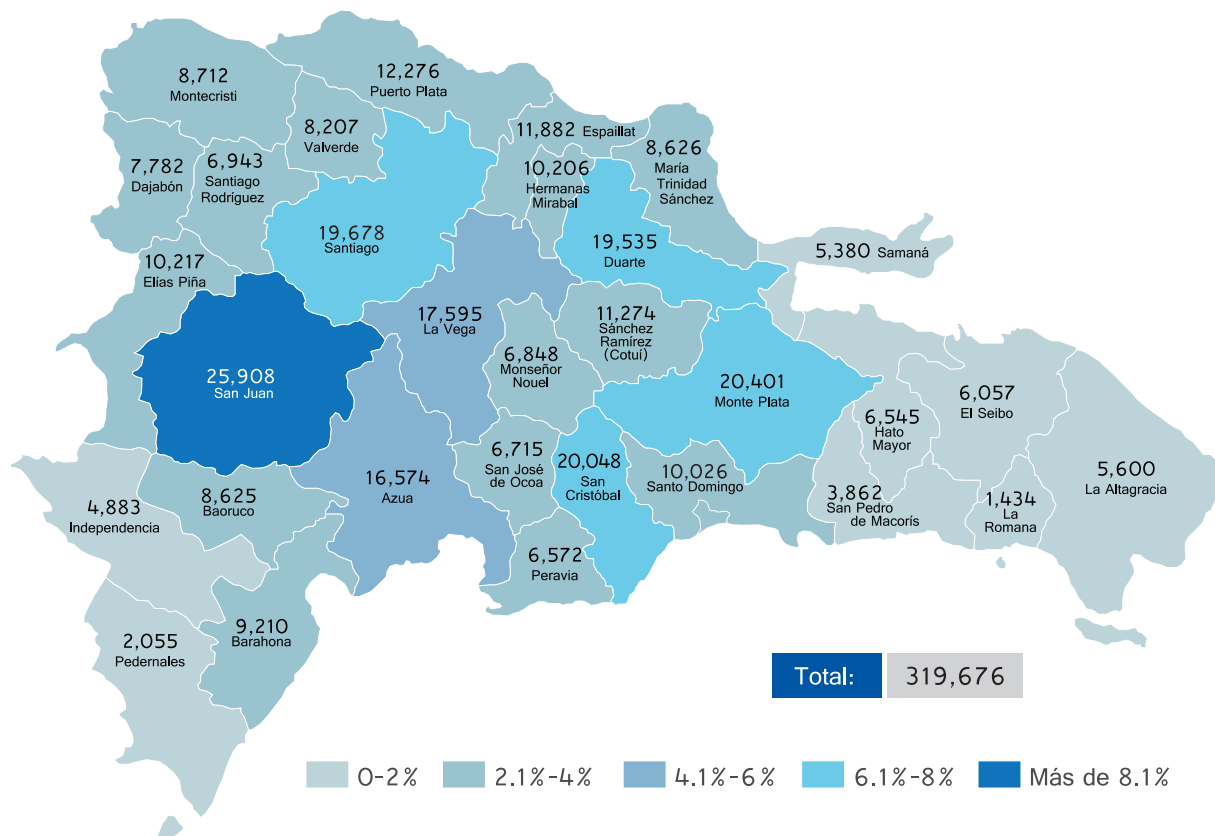 12,276
Puerto Plata
8,712
Montecristi
8,207
Valverde
11,882 Espaillat
8,626
María
Trinidad
Sánchez
7,782
Dajabón
6,943
Santiago
Rodríguez
10,206
Hermanas
Mirabal
19,678
Santiago
19,535
Duarte
5,380 Samaná
10,217
Elías Piña
17,595
La Vega
11,274
Sánchez
Ramírez
(Cotuí)
6,848
Monseñor
Nouel
25,908
San Juan
20,401
Monte Plata
6,057
El Seibo
6,545
Hato
Mayor
6,715
San José
de Ocoa
20,048
San
Cristóbal
10,026
Santo Domingo
5,600
La Altagracia
16,574
Azua
4,883
Independencia
8,625
Baoruco
3,862
San Pedro
de Macorís
1,434
La
Romana
6,572
Peravia
9,210
Barahona
2,055
Pedernales
Total: 319,676
0-2% 2.1%-4% 4.1%-6% 6.1%-8% Más de 8.1%